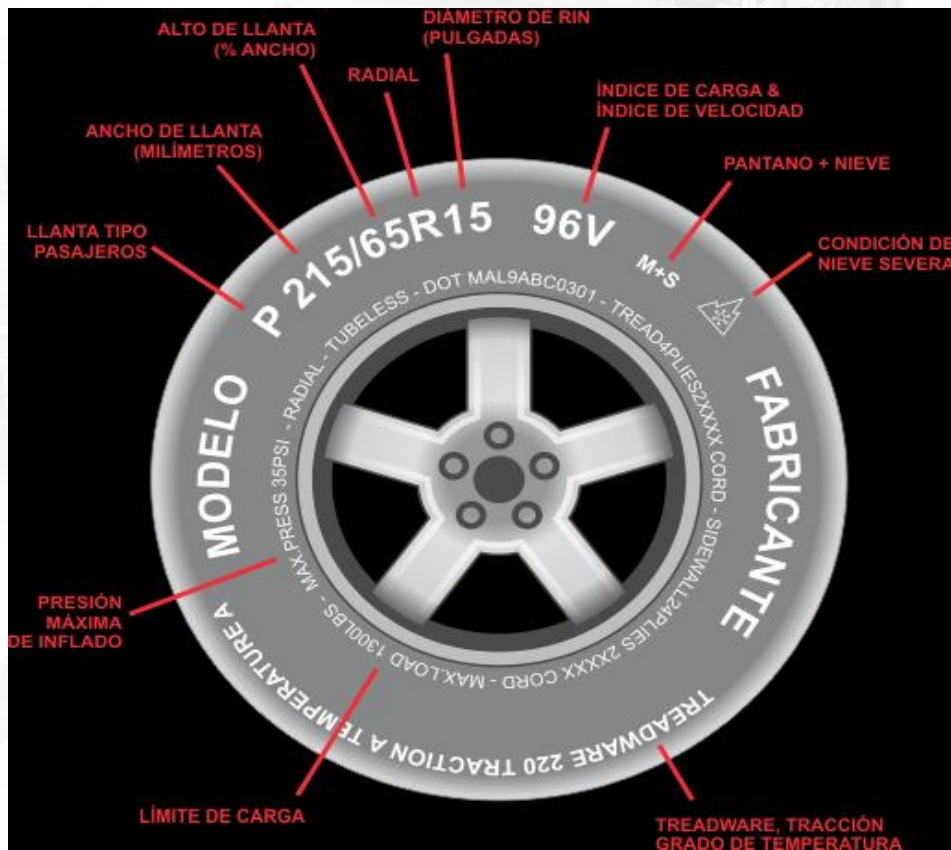 DIÁMETRO DE RIN
(PULGADAS)
ALTO DE LLANTA
(% ANCHO)
RADIAL
ÍNDICE DE CARGA &
ÍNDICE DE VELOCIDAD
ANCHO DE LLANTA
(MILÍMETROS)
PANTANO + NIEVE
LLANTA TIPO
PASAJEROS
CONDICIÓN DE
NIEVE SEVERA
P 215/65R15 96V M+S
FABRICANTE
TREADWARE 220 TRACTION A TEMPERATURE A
MODELO
MAX.PRESS 35PSI - RADIAL - TUBELESS - DOT MAL9ABC0301 - TREAD4PLIES2XXXX CORD - SIDEWALL24PLIES 2XXXX CORD - MAX.LOAD 1300LBS -
PRESIÓN
MÁXIMA
DE INFLADO
LÍMITE DE CARGA
TREADWARE, TRACCIÓN
GRADO DE TEMPERATURA